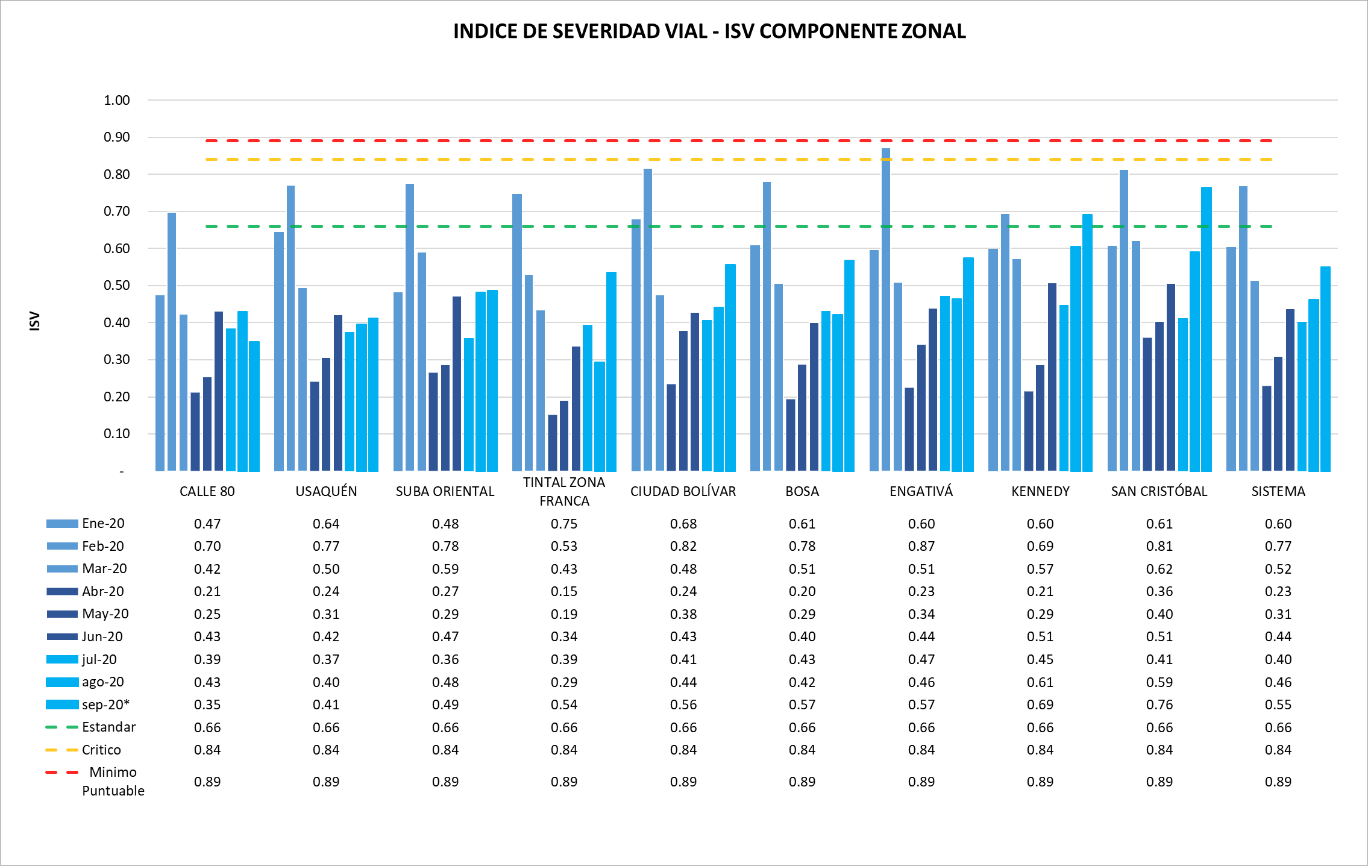 INDICE DE SEVERIDAD VIAL - ISV COMPONENTE ZONAL
1.00
0.90
0.80
0.70
0.60
0.50
0.40
0.30
0.20
0.10
-
ISV
CALLE 80 USAQUÉN SUBA ORIENTAL TINTAL ZONA FRANCA CIUDAD BOLÍVAR BOSA ENGATIVÁ KENNEDY SAN CRISTÓBAL SISTEMA
Ene-20 0.47 0.64 0.48 0.75 0.68 0.61 0.60 0.60 0.61 0.60
Feb-20 0.70 0.77 0.78 0.53 0.82 0.78 0.87 0.69 0.81 0.77
Mar-20 0.42 0.50 0.59 0.43 0.48 0.51 0.51 0.57 0.62 0.52
Abr-20 0.21 0.24 0.27 0.15 0.24 0.20 0.23 0.21 0.36 0.23
May-20 0.25 0.31 0.29 0.19 0.38 0.29 0.34 0.29 0.40 0.31
Jun-20 0.43 0.42 0.47 0.34 0.43 0.40 0.44 0.51 0.51 0.44
jul-20 0.39 0.37 0.36 0.39 0.41 0.43 0.47 0.45 0.41 0.40
ago-20 0.43 0.40 0.48 0.29 0.44 0.42 0.46 0.61 0.59 0.46
sep-20* 0.35 0.41 0.49 0.54 0.56 0.57 0.57 0.69 0.76 0.55
Estandar 0.66 0.66 0.66 0.66 0.66 0.66 0.66 0.66 0.66 0.66
Critico 0.84 0.84 0.84 0.84 0.84 0.84 0.84 0.84 0.84 0.84
Minimo Puntuable 0.89 0.89 0.89 0.89 0.89 0.89 0.89 0.89 0.89 0.89